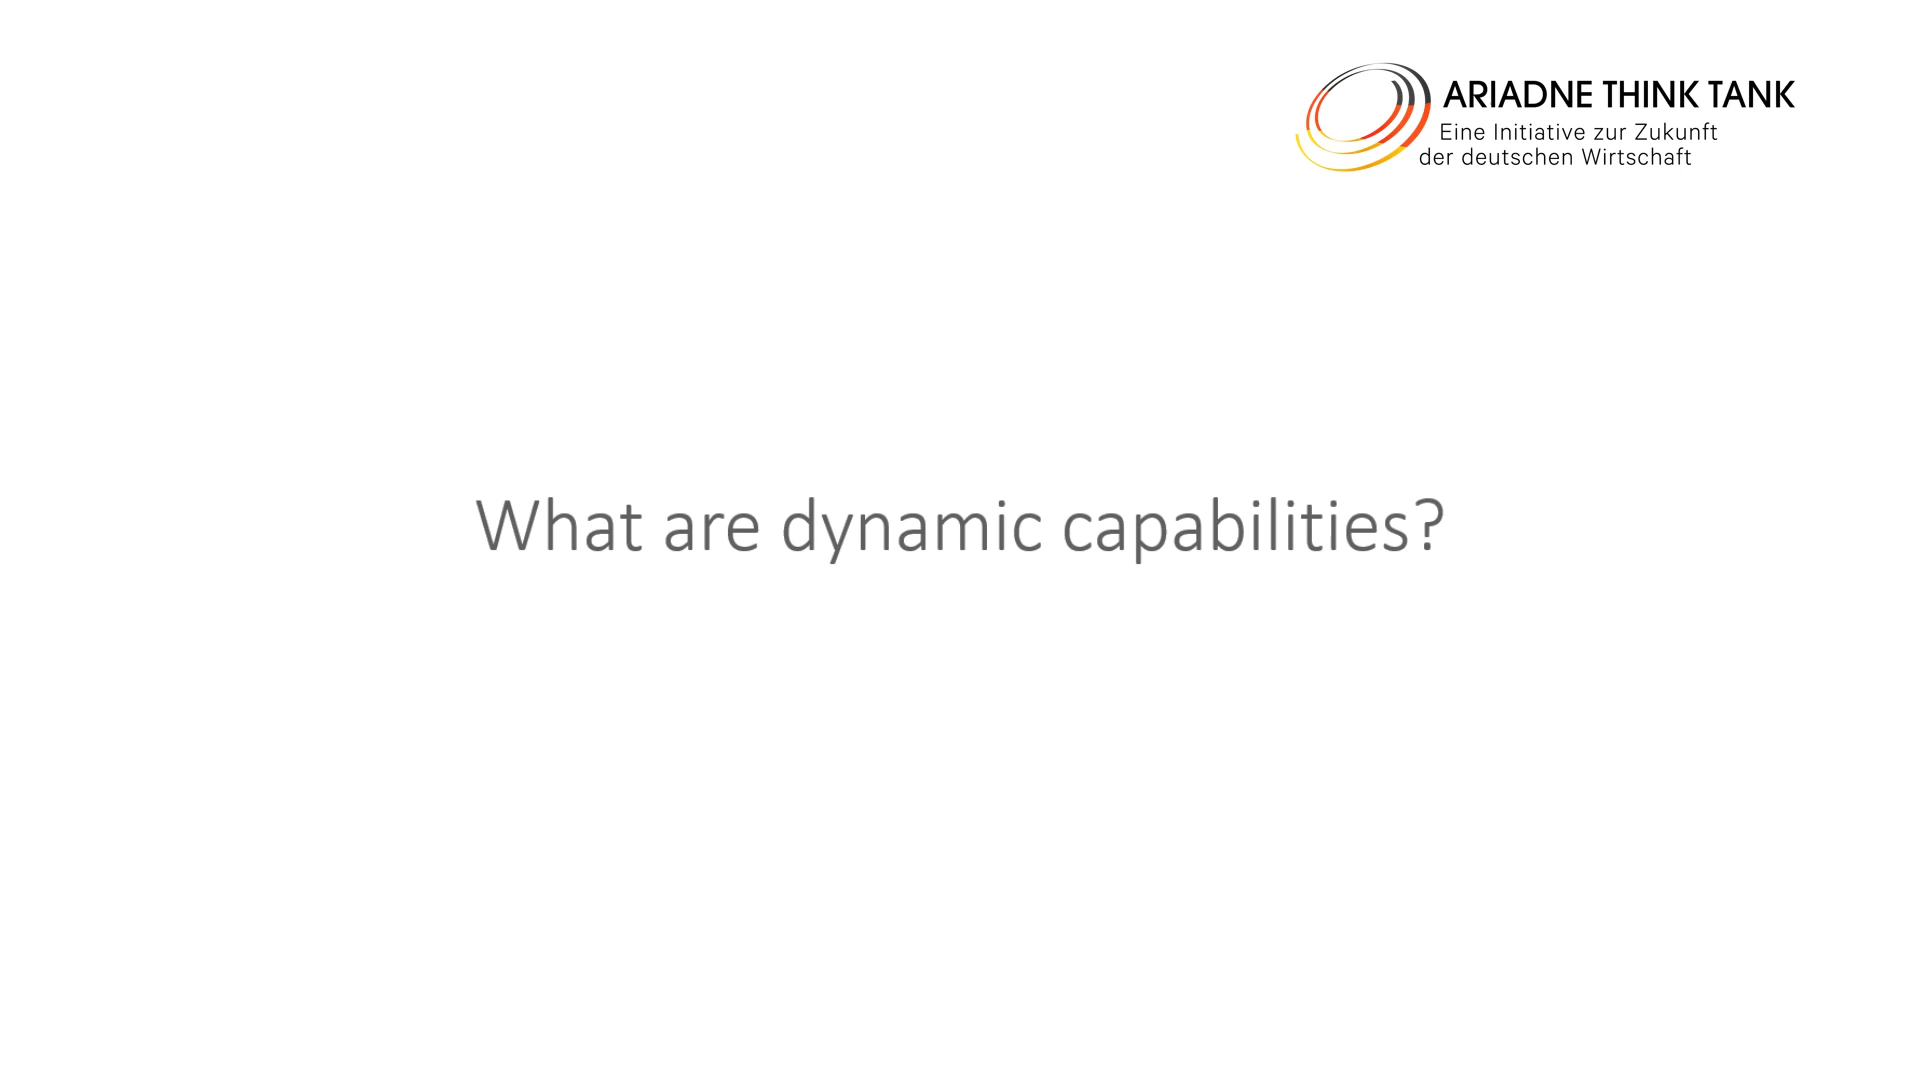 ARIADNE THINK TANK
Eine Initiative zur Zukunft
der deutschen Wirtschaft
What are dynamic capabilities?